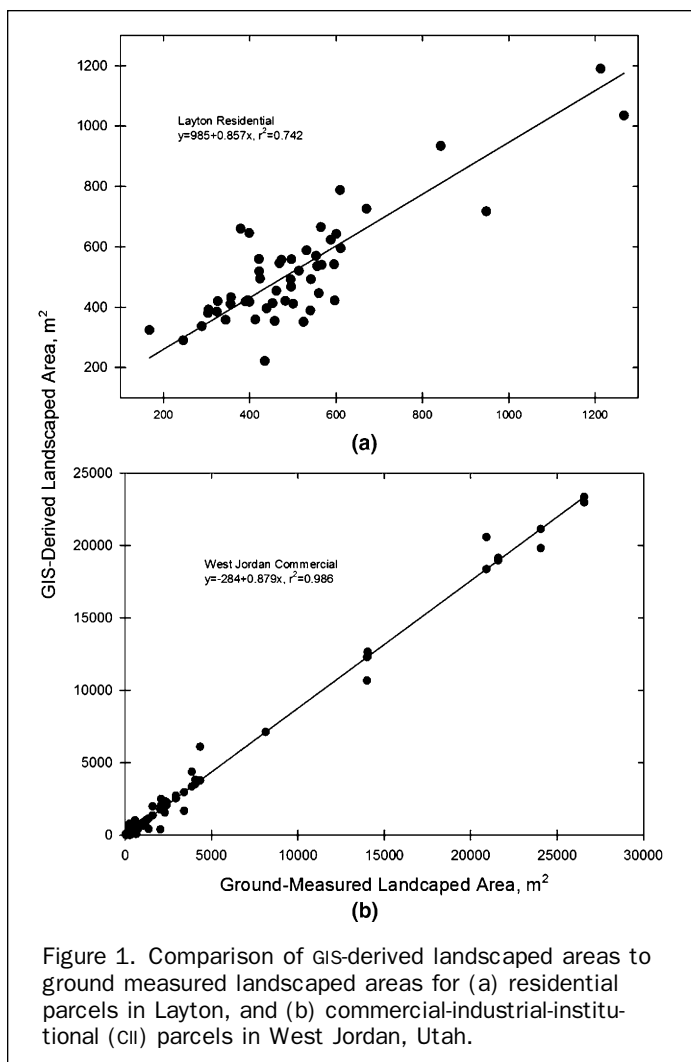 1200
1000
800
600
400
200
Layton Residential
y=985+0.857x, r²=0.742
200 400 600 800 1000 1200
(a)
GIS-Derived Landscaped Area, m²
25000
20000
15000
10000
5000
0
West Jordan Commercial
y=-284+0.879x, r²=0.986
0 5000 10000 15000 20000 25000 30000
Ground-Measured Landcaped Area, m²
(b)
Figure 1. Comparison of GIS-derived landscaped areas to
ground measured landscaped areas for (a) residential
parcels in Layton, and (b) commercial-industrial-institu-
tional (CII) parcels in West Jordan, Utah.